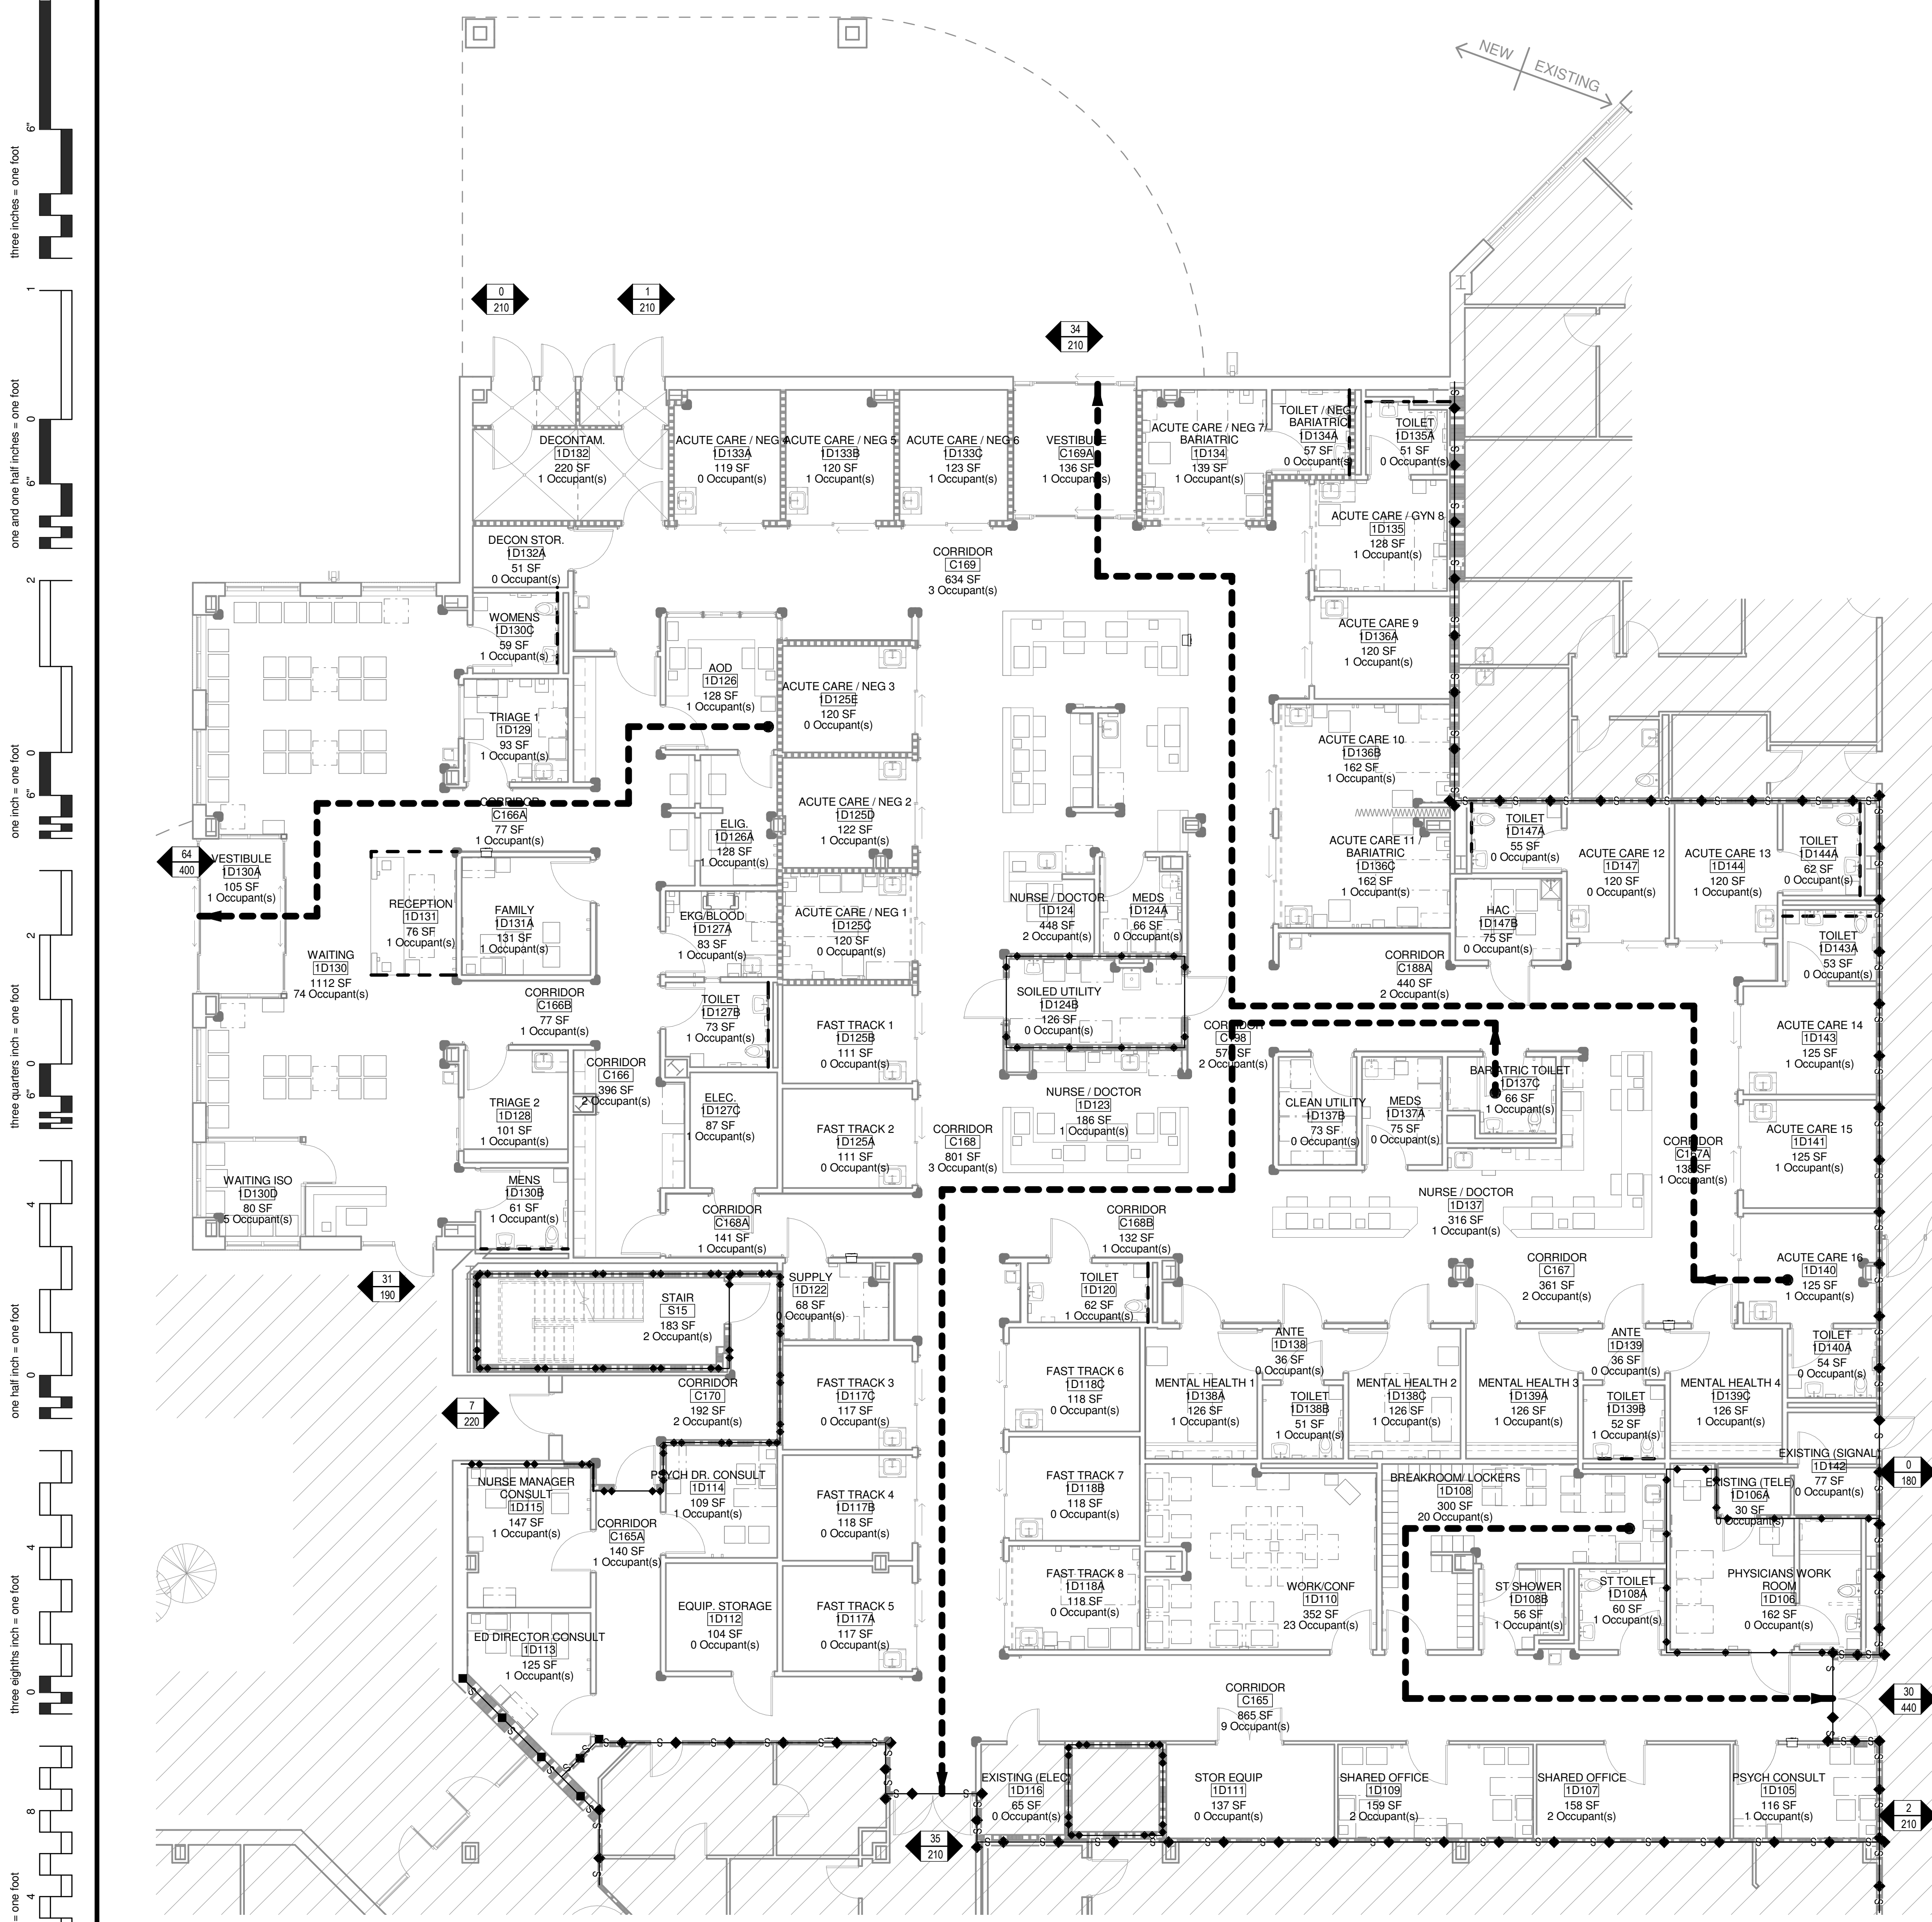 three inches = one foot
6"
one and one half inches = one foot
1
0
6"
one inch = one foot
2
0
6"
three quarters inch = one foot
2
0
6"
one half inch = one foot
4
0
three eighths inch = one foot
4
0
= one foot
8
4
NEW
EXISTING
0
210
1
210
34
210
DECONTAM.
1D132
220 SF
1 Occupant(s)
ACUTE CARE / NEG 4
1D133A
119 SF
0 Occupant(s)
ACUTE CARE / NEG 5
1D133B
120 SF
1 Occupant(s)
ACUTE CARE / NEG 6
1D133C
123 SF
1 Occupant(s)
VESTIBULE
C169A
136 SF
1 Occupant(s)
ACUTE CARE / NEG 7/
BARIATRIC
1D134
139 SF
1 Occupant(s)
TOILET / NEG /
BARIATRIC
1D134A
57 SF
0 Occupant(s)
TOILET
1D135A
51 SF
0 Occupant(s)
DECON STOR.
1D132A
51 SF
0 Occupant(s)
CORRIDOR
C169
634 SF
3 Occupant(s)
ACUTE CARE / GYN 8
1D135
128 SF
1 Occupant(s)
WOMENS
1D130C
59 SF
1 Occupant(s)
AOD
1D126
128 SF
1 Occupant(s)
ACUTE CARE / NEG 3
1D125E
120 SF
0 Occupant(s)
ACUTE CARE 9
1D136A
120 SF
1 Occupant(s)
TRIAGE 1
1D129
93 SF
1 Occupant(s)
ACUTE CARE 10
1D136B
162 SF
1 Occupant(s)
CORRIDOR
C166A
77 SF
1 Occupant(s)
ELIG.
1D126A
128 SF
1 Occupant(s)
ACUTE CARE / NEG 2
1D125D
122 SF
1 Occupant(s)
ACUTE CARE 11 /
BARIATRIC
1D136C
162 SF
1 Occupant(s)
TOILET
1D147A
55 SF
0 Occupant(s)
ACUTE CARE 12
1D147
120 SF
0 Occupant(s)
ACUTE CARE 13
1D144
120 SF
1 Occupant(s)
TOILET
1D144A
62 SF
0 Occupant(s)
64
400
VESTIBULE
1D130A
105 SF
1 Occupant(s)
RECEPTION
1D131
76 SF
1 Occupant(s)
FAMILY
1D131A
131 SF
1 Occupant(s)
EKG/BLOOD
1D127A
83 SF
1 Occupant(s)
ACUTE CARE / NEG 1
1D125C
120 SF
0 Occupant(s)
NURSE / DOCTOR
1D124
448 SF
2 Occupant(s)
MEDS
1D124A
66 SF
0 Occupant(s)
HAC
1D147B
75 SF
0 Occupant(s)
TOILET
1D143A
53 SF
0 Occupant(s)
WAITING
1D130
1112 SF
74 Occupant(s)
CORRIDOR
C166B
77 SF
1 Occupant(s)
TOILET
1D127B
73 SF
1 Occupant(s)
SOILED UTILITY
1D124B
126 SF
0 Occupant(s)
CORRIDOR
C188A
440 SF
2 Occupant(s)
FAST TRACK 1
1D125B
111 SF
0 Occupant(s)
CORRIDOR
2 Occupant(s)
ACUTE CARE 14
1D143
125 SF
1 Occupant(s)
CORRIDOR
C166
396 SF
2 Occupant(s)
TRIAGE 2
1D128
101 SF
1 Occupant(s)
ELEC.
1D127C
87 SF
1 Occupant(s)
FAST TRACK 2
1D125A
111 SF
0 Occupant(s)
CORRIDOR
C168
801 SF
3 Occupant(s)
NURSE / DOCTOR
1D123
186 SF
1 Occupant(s)
CLEAN UTILITY
1D137B
73 SF
0 Occupant(s)
MEDS
1D137A
75 SF
0 Occupant(s)
BARIATRIC TOILET
1D137C
66 SF
1 Occupant(s)
CORRIDOR
C167A
138 SF
1 Occupant(s)
ACUTE CARE 15
1D141
125 SF
1 Occupant(s)
WAITING ISO
1D130D
80 SF
5 Occupant(s)
MENS
1D130B
61 SF
1 Occupant(s)
CORRIDOR
C168A
141 SF
1 Occupant(s)
CORRIDOR
C168B
132 SF
1 Occupant(s)
NURSE / DOCTOR
1D137
316 SF
1 Occupant(s)
31
190
STAIR
S15
183 SF
2 Occupant(s)
SUPPLY
1D122
68 SF
0 Occupant(s)
TOILET
1D120
62 SF
1 Occupant(s)
CORRIDOR
C167
361 SF
2 Occupant(s)
ACUTE CARE 16
1D140
125 SF
1 Occupant(s)
ANTE
1D138
36 SF
0 Occupant(s)
ANTE
1D139
36 SF
0 Occupant(s)
TOILET
1D140A
54 SF
0 Occupant(s)
7
220
CORRIDOR
C170
192 SF
2 Occupant(s)
FAST TRACK 3
1D117C
117 SF
0 Occupant(s)
FAST TRACK 6
1D118C
118 SF
0 Occupant(s)
MENTAL HEALTH 1
1D138A
126 SF
1 Occupant(s)
TOILET
1D138B
51 SF
1 Occupant(s)
MENTAL HEALTH 2
1D138C
126 SF
1 Occupant(s)
MENTAL HEALTH 3
1D139A
126 SF
1 Occupant(s)
TOILET
1D139B
52 SF
1 Occupant(s)
MENTAL HEALTH 4
1D139C
126 SF
1 Occupant(s)
NURSE MANAGER
CONSULT
1D115
147 SF
1 Occupant(s)
PSYCH DR. CONSULT
1D114
109 SF
1 Occupant(s)
FAST TRACK 4
1D117B
118 SF
0 Occupant(s)
FAST TRACK 7
1D118B
118 SF
0 Occupant(s)
BREAKROOM/ LOCKERS
1D108
300 SF
20 Occupant(s)
EXISTING (TELE)
1D106A
30 SF
0 Occupant(s)
EXISTING (SIGNAL)
1D142
77 SF
0 Occupant(s)
0
180
CORRIDOR
C165A
140 SF
1 Occupant(s)
ED DIRECTOR CONSULT
1D113
125 SF
1 Occupant(s)
EQUIP. STORAGE
1D112
104 SF
0 Occupant(s)
FAST TRACK 5
1D117A
117 SF
0 Occupant(s)
FAST TRACK 8
1D118A
118 SF
0 Occupant(s)
WORK/CONF
1D110
352 SF
23 Occupant(s)
ST SHOWER
1D108B
56 SF
1 Occupant(s)
ST TOILET
1D108A
60 SF
1 Occupant(s)
PHYSICIANS WORK
ROOM
1D106
162 SF
0 Occupant(s)
CORRIDOR
C165
865 SF
9 Occupant(s)
30
440
EXISTING (ELEC)
1D116
65 SF
0 Occupant(s)
STOR EQUIP
1D111
137 SF
0 Occupant(s)
SHARED OFFICE
1D109
159 SF
2 Occupant(s)
SHARED OFFICE
1D107
158 SF
2 Occupant(s)
PSYCH CONSULT
1D105
116 SF
1 Occupant(s)
2
210
35
210